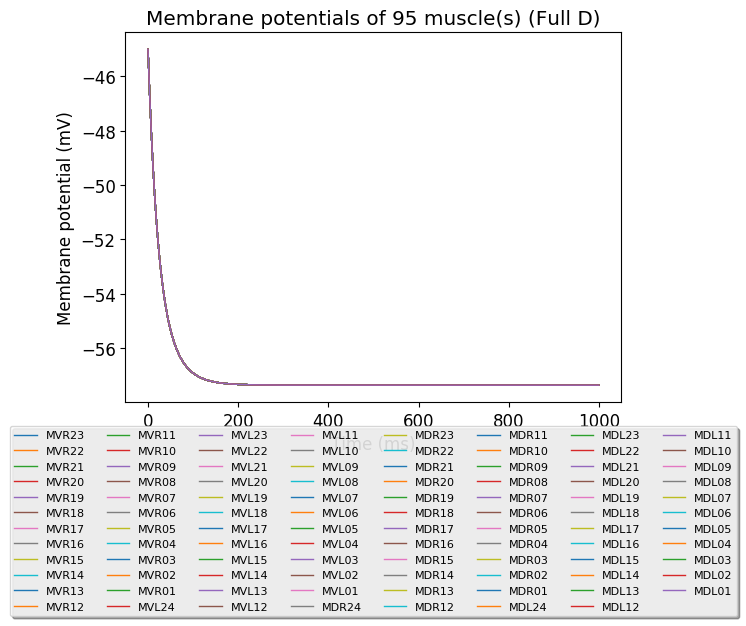 Membrane potentials of 95 muscle(s) (Full D)
Membrane potential (mV)
−46
−48
−50
−52
−54
−56
0 200 400 600 800 1000
Time (ms)
MVR23 MVR11 MVL23 MVL11 MDR23 MDR11 MDL23 MDL11
MVR22 MVR10 MVL22 MVL10 MDR22 MDR10 MDL22 MDL10
MVR21 MVR09 MVL21 MVL09 MDR21 MDR09 MDL21 MDL09
MVR20 MVR08 MVL20 MVL08 MDR20 MDR08 MDL20 MDL08
MVR19 MVR07 MVL19 MVL07 MDR19 MDR07 MDL19 MDL07
MVR18 MVR06 MVL18 MVL06 MDR18 MDR06 MDL18 MDL06
MVR17 MVR05 MVL17 MVL05 MDR17 MDR05 MDL17 MDL05
MVR16 MVR04 MVL16 MVL04 MDR16 MDR04 MDL16 MDL04
MVR15 MVR03 MVL15 MVL03 MDR15 MDR03 MDL15 MDL03
MVR14 MVR02 MVL14 MVL02 MDR14 MDR02 MDL14 MDL02
MVR13 MVR01 MVL13 MVL01 MDR13 MDR01 MDL13 MDL01
MVR12 MVL24 MVL12 MDR24 MDR12 MDL24 MDL12